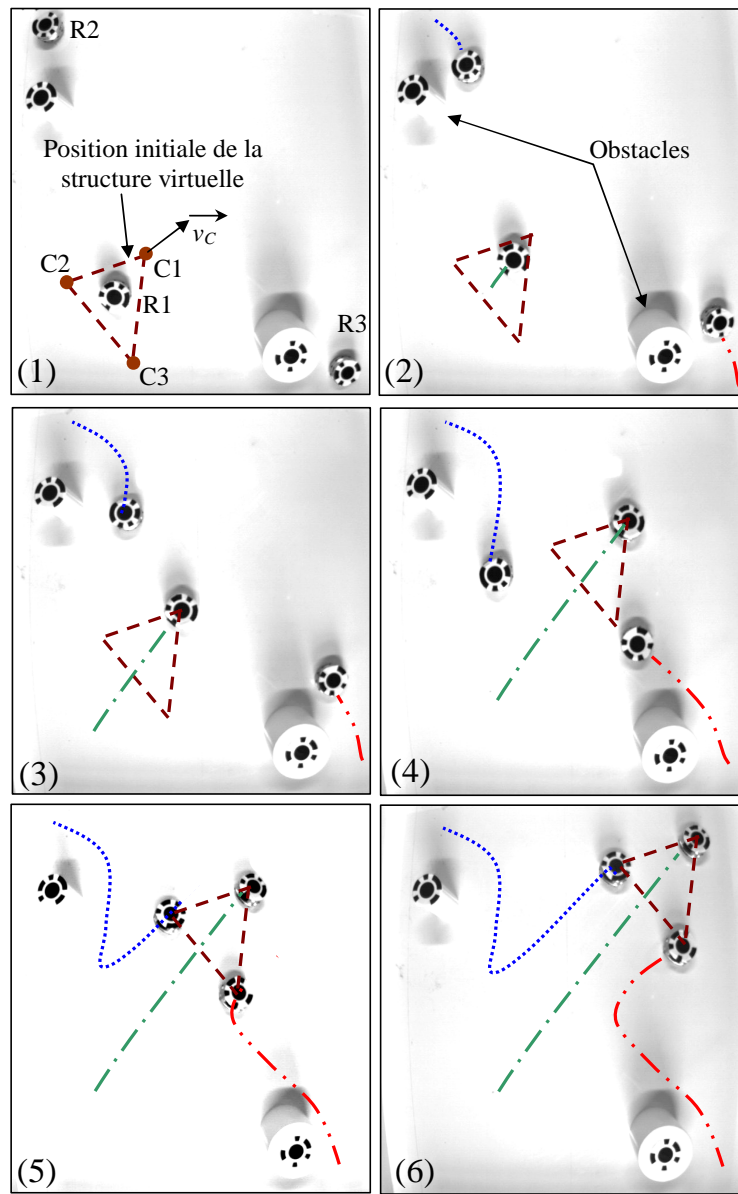 R2
Position initiale de la
structure virtuelle
v_C
C1
C2
R1
R3
C3
(1)
Obstacles
(2)
(3)
(4)
(5)
(6)